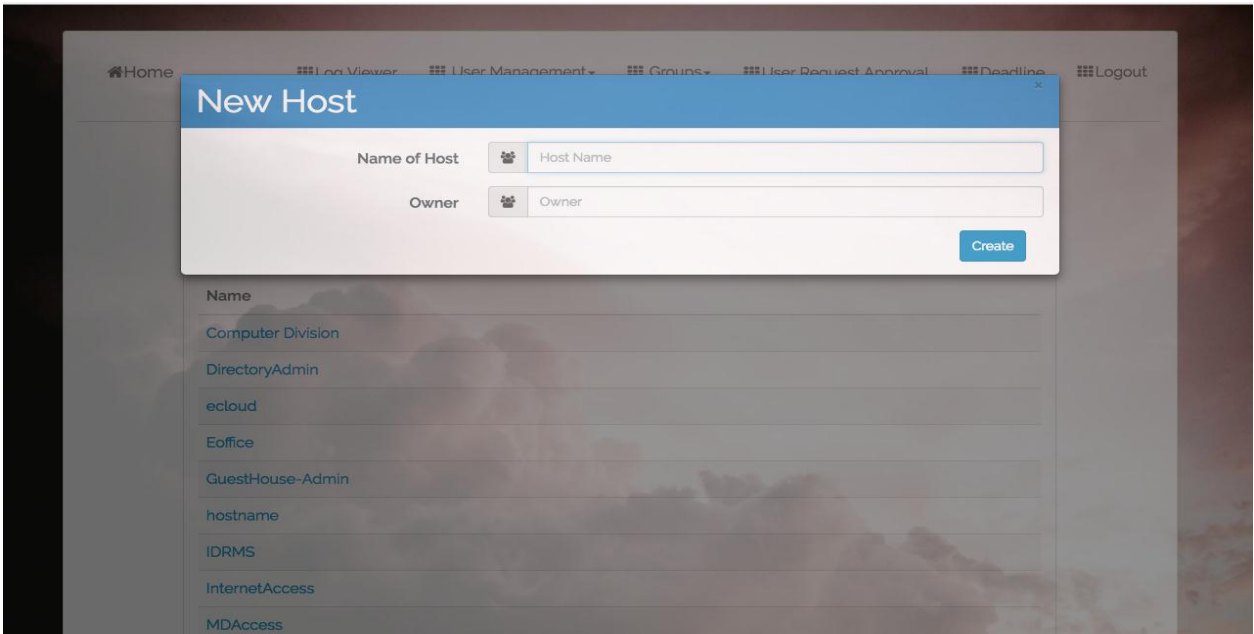 Home Log Viewer User Management Groups User Request Approval Deadline Logout
New Host ×
Name of Host Host Name
Owner Owner
Create
Name
Computer Division
DirectoryAdmin
ecloud
Eoffice
GuestHouse-Admin
hostname
IDRMS
InternetAccess
MDAccess